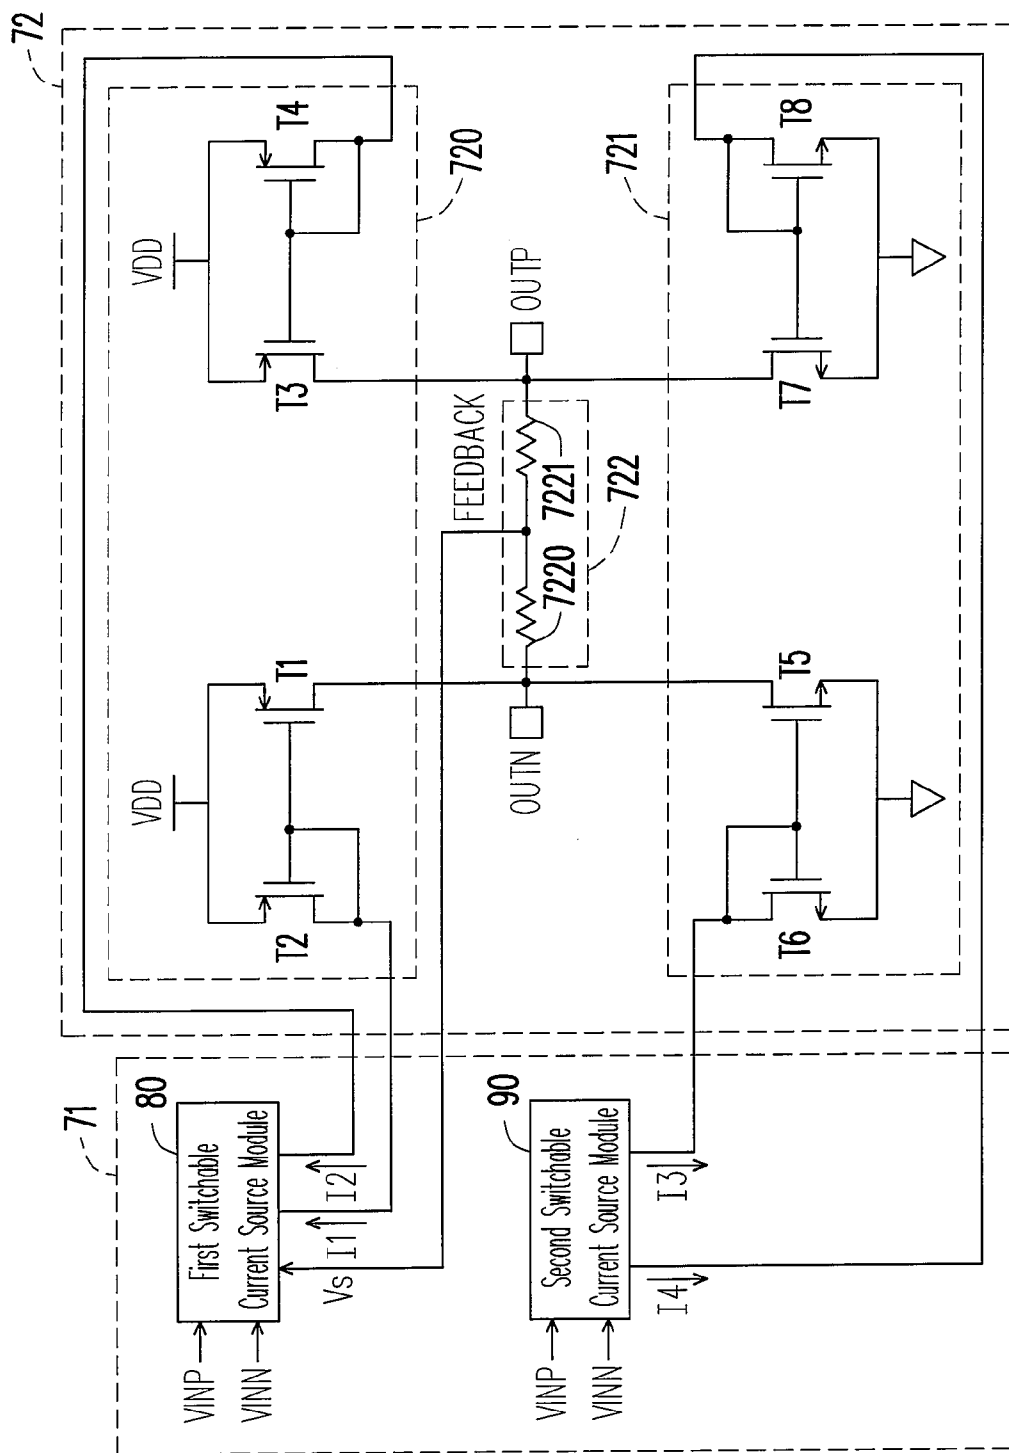 72
71
VDD
VDD
T2
T1
T3
T4
720
80
First Switchable
Current Source Module
VINP
VINN
Vs
I1
I2
FEEDBACK
OUTN
OUTP
7220
7221
722
721
90
Second Switchable
Current Source Module
VINP
VINN
I4
I3
T6
T5
T7
T8